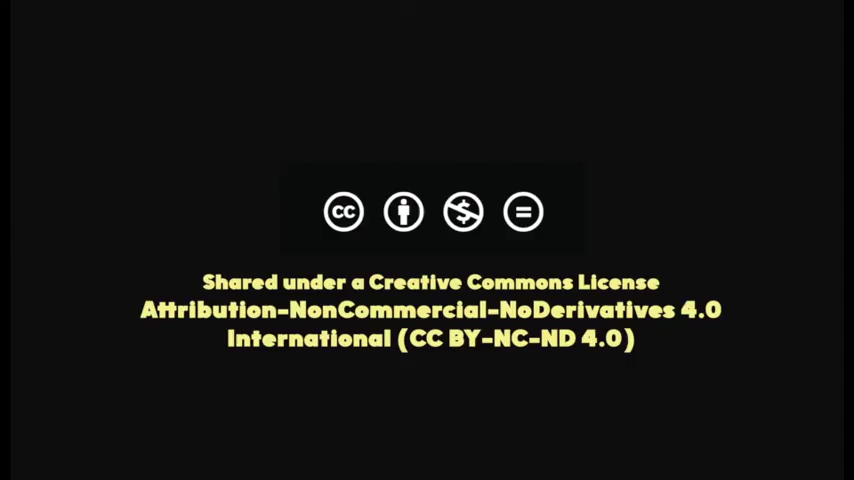 Shared under a Creative Commons License
Attribution-NonCommercial-NoDerivatives 4.0
International (CC BY-NC-ND 4.0)